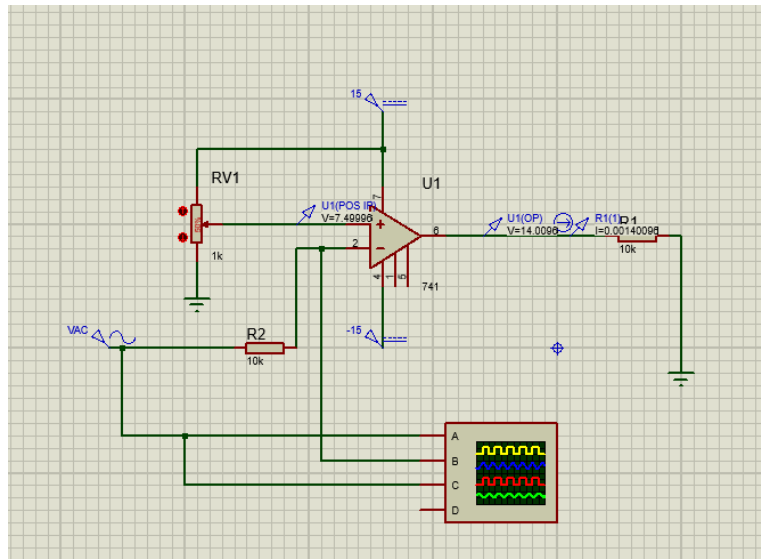 15
RV1
U1
7
U1(POS IP)
V=7.49996
50%
+
U1(OP)
V=14.0096
R1(1)
I=0.00140096
R1
6
2
−
1k
10k
4
1
5
741
VAC
R2
-15
10k
A
B
C
D